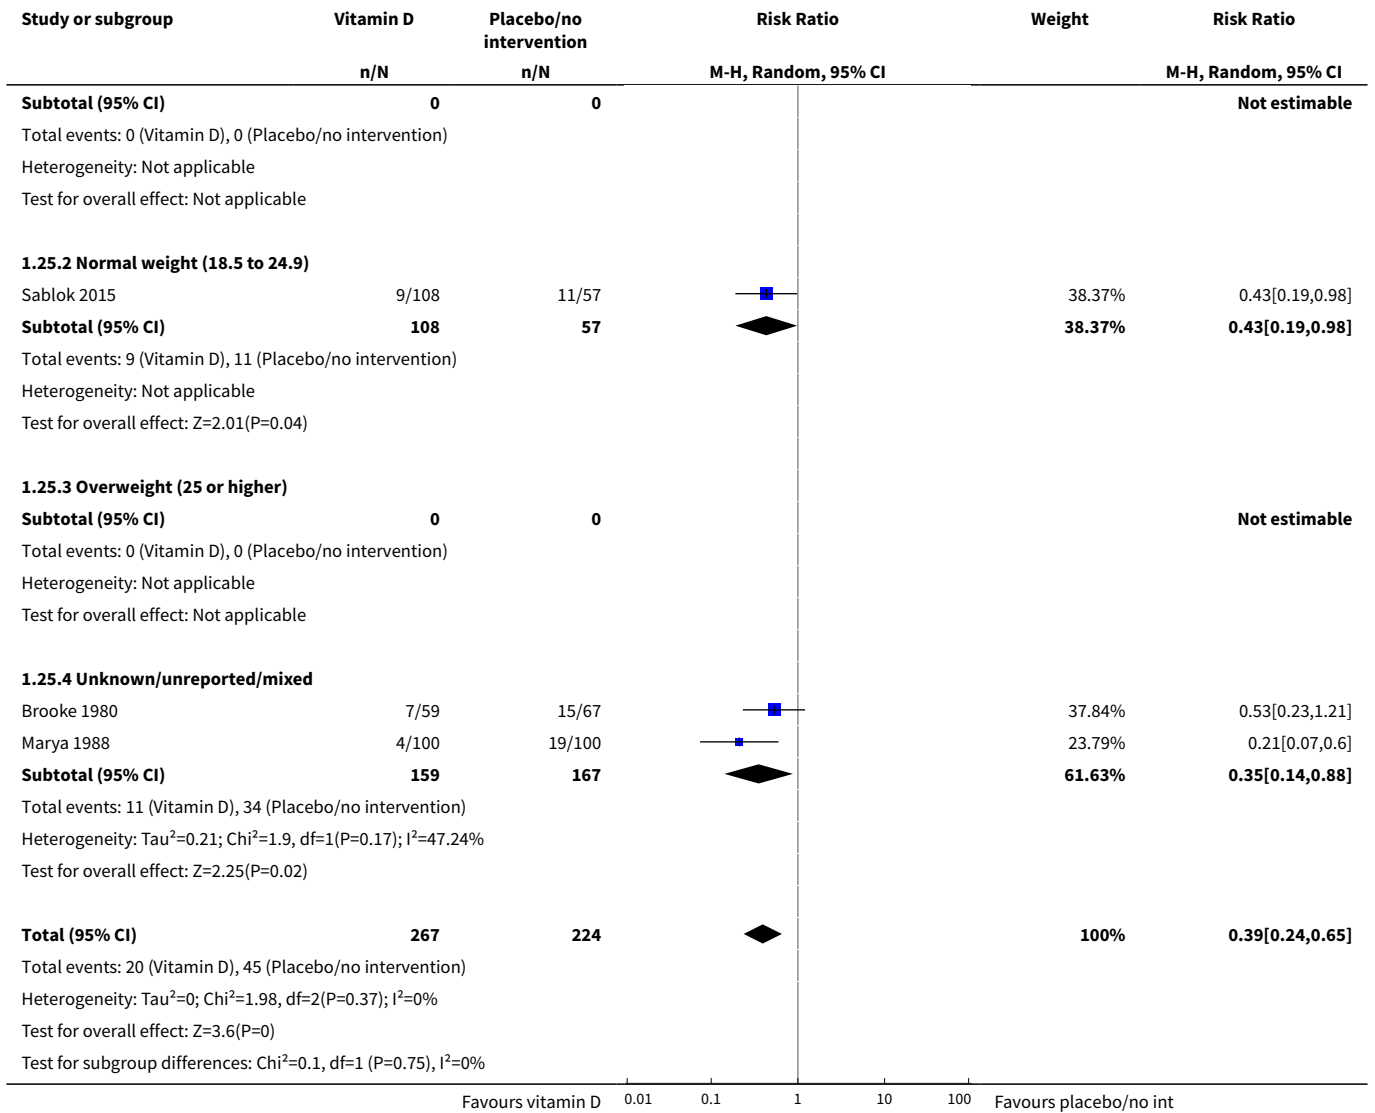 Study or subgroup Vitamin D Placebo/no intervention Risk Ratio Weight Risk Ratio
n/N n/N M-H, Random, 95% CI M-H, Random, 95% CI
Subtotal (95% CI) 0 0 Not estimable
Total events: 0 (Vitamin D), 0 (Placebo/no intervention)
Heterogeneity: Not applicable
Test for overall effect: Not applicable
1.25.2 Normal weight (18.5 to 24.9)
Sablok 2015 9/108 11/57 38.37% 0.43[0.19,0.98]
Subtotal (95% CI) 108 57 38.37% 0.43[0.19,0.98]
Total events: 9 (Vitamin D), 11 (Placebo/no intervention)
Heterogeneity: Not applicable
Test for overall effect: Z=2.01(P=0.04)
1.25.3 Overweight (25 or higher)
Subtotal (95% CI) 0 0 Not estimable
Total events: 0 (Vitamin D), 0 (Placebo/no intervention)
Heterogeneity: Not applicable
Test for overall effect: Not applicable
1.25.4 Unknown/unreported/mixed
Brooke 1980 7/59 15/67 37.84% 0.53[0.23,1.21]
Marya 1988 4/100 19/100 23.79% 0.21[0.07,0.6]
Subtotal (95% CI) 159 167 61.63% 0.35[0.14,0.88]
Total events: 11 (Vitamin D), 34 (Placebo/no intervention)
Heterogeneity: Tau²=0.21; Chi²=1.9, df=1(P=0.17); I²=47.24%
Test for overall effect: Z=2.25(P=0.02)
Total (95% CI) 267 224 100% 0.39[0.24,0.65]
Total events: 20 (Vitamin D), 45 (Placebo/no intervention)
Heterogeneity: Tau²=0; Chi²=1.98, df=2(P=0.37); I²=0%
Test for overall effect: Z=3.6(P=0)
Test for subgroup differences: Chi²=0.1, df=1 (P=0.75), I²=0%
Favours vitamin D 0.01 0.1 1 10 100 Favours placebo/no int